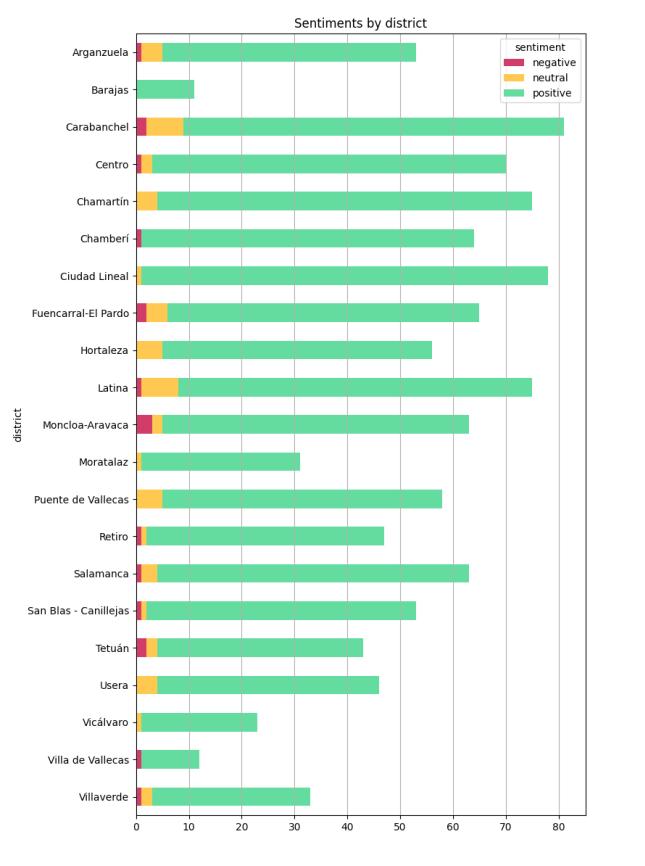 Sentiments by district
sentiment
negative
neutral
positive
Arganzuela
Barajas
Carabanchel
Centro
Chamartín
Chamberí
Ciudad Lineal
Fuencarral-El Pardo
Hortaleza
Latina
Moncloa-Aravaca
Moratalaz
Puente de Vallecas
Retiro
Salamanca
San Blas - Canillejas
Tetuán
Usera
Vicálvaro
Villa de Vallecas
Villaverde
district
0 10 20 30 40 50 60 70 80